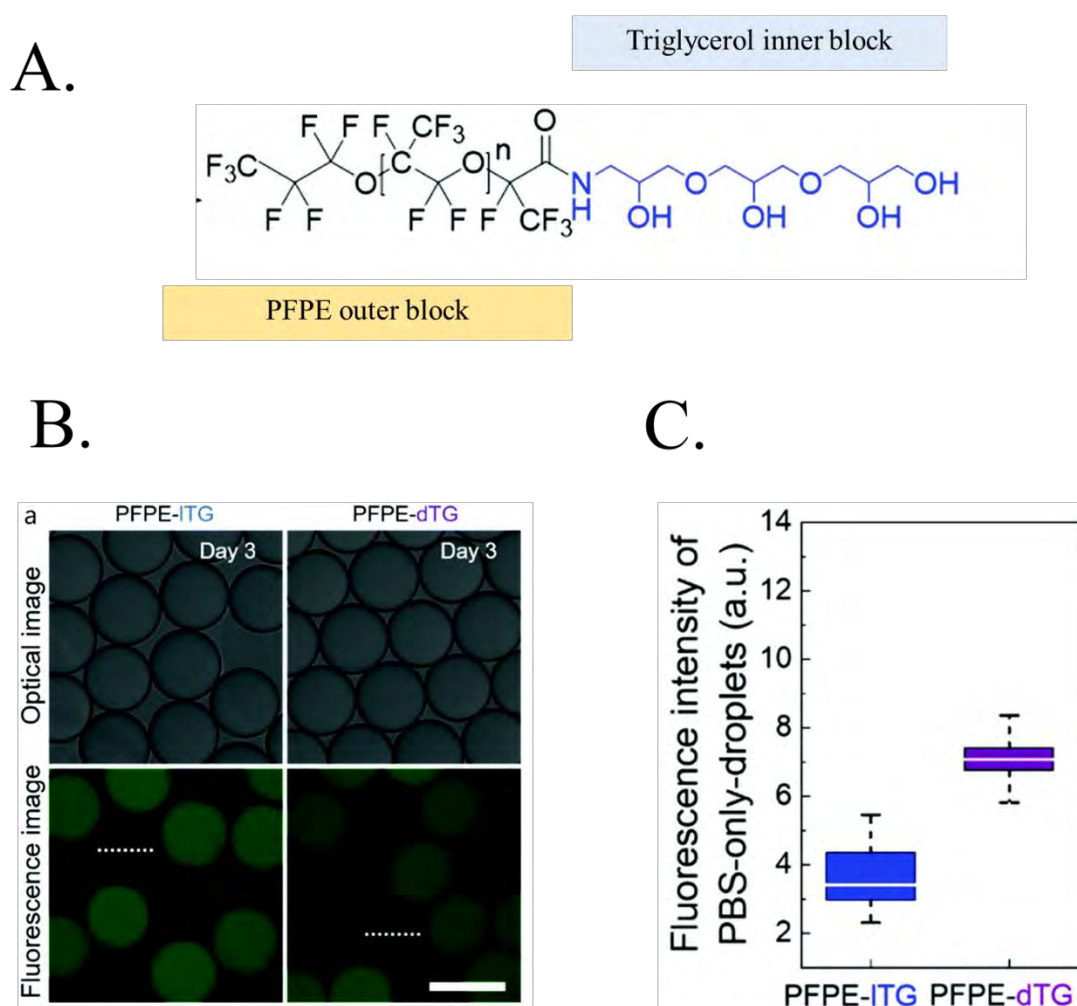 A.
Triglycerol inner block
F F F CF3 n O
F3C C O
O N H O O OH
F F F F F CF3 OH OH OH
PFPE outer block
B.
a
PFPE-lTG PFPE-dTG
Optical image
Day 3 Day 3
Fluorescence image
C.
Fluorescence intensity of
PBS-only-droplets (a.u.)
14
12
10
8
6
4
2
PFPE-lTG PFPE-dTG